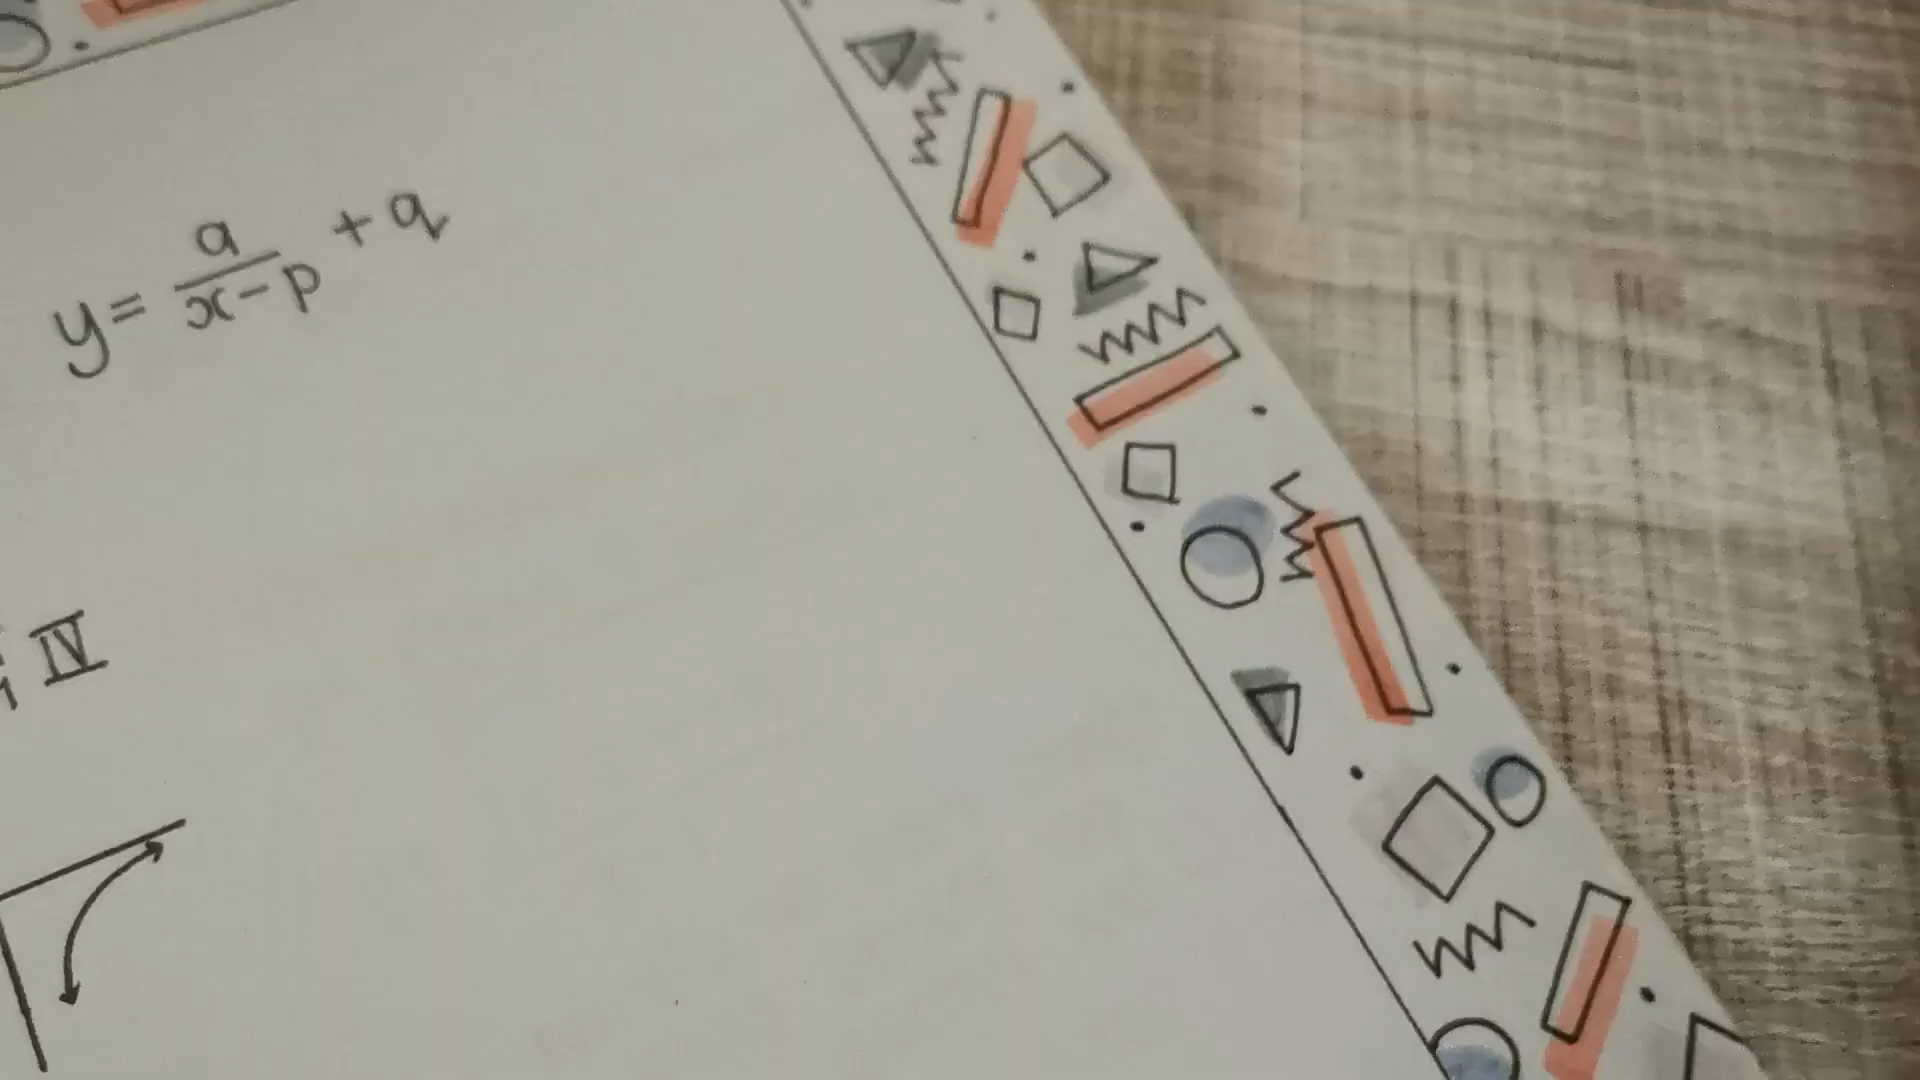 y = a/(x-p) + q
IV